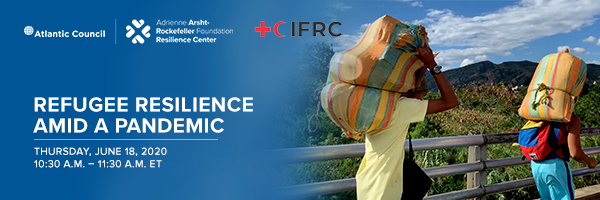 Atlantic Council
Adrienne Arsht-
Rockefeller Foundation
Resilience Center
IFRC
REFUGEE RESILIENCE
AMID A PANDEMIC
THURSDAY, JUNE 18, 2020
10:30 A.M. – 11:30 A.M. ET